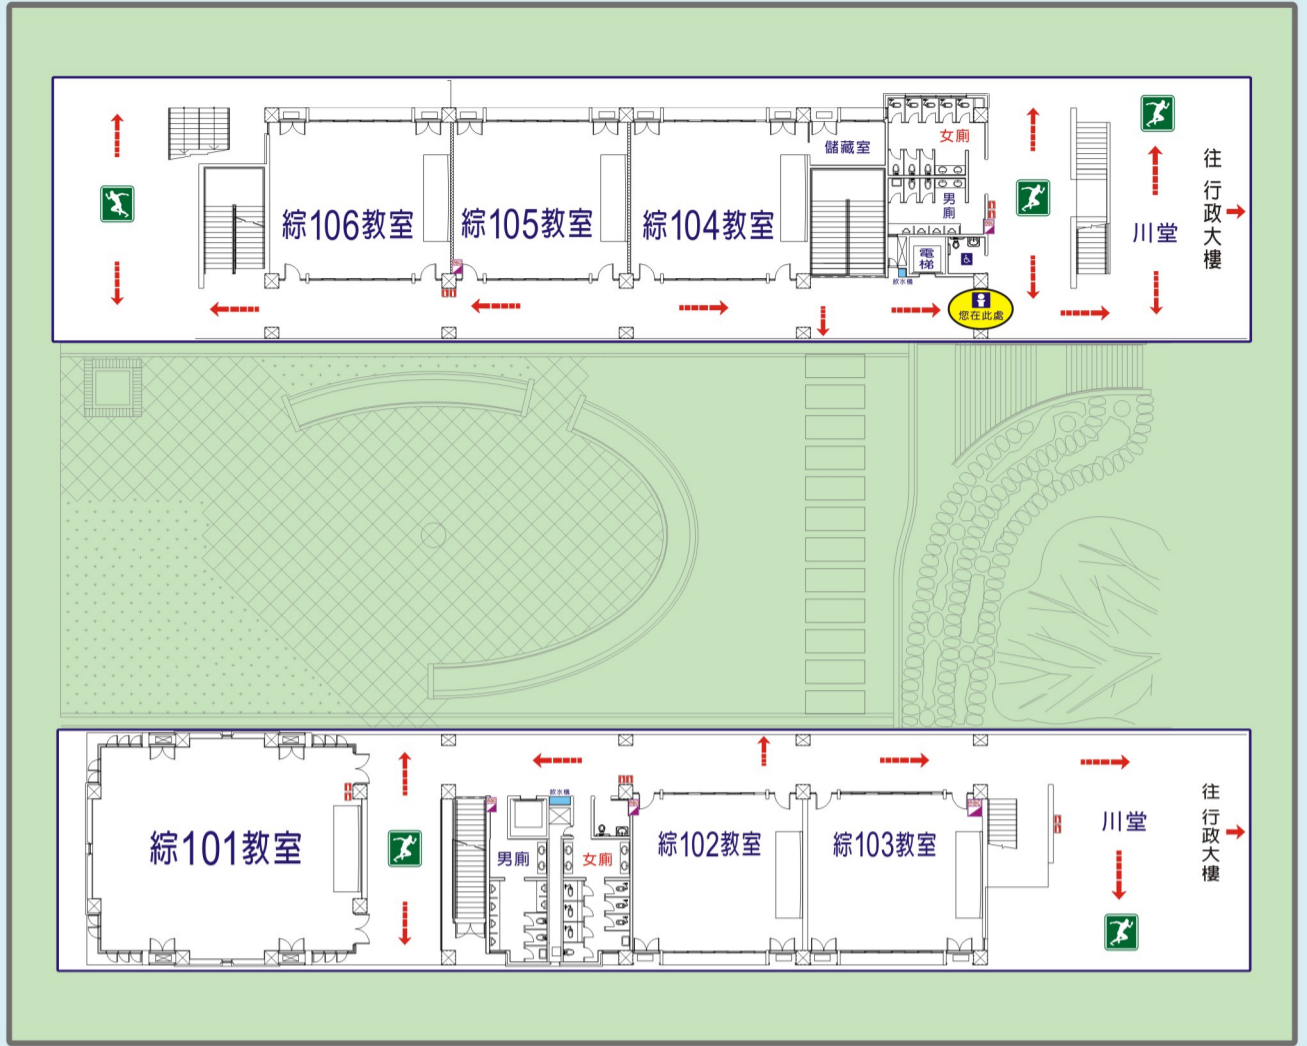 儲藏室
女廁
男廁
綜106教室
綜105教室
綜104教室
電梯
飲水機
您在此處
川堂
往 行政大樓
綜101教室
飲水機
男廁
女廁
綜102教室
綜103教室
川堂
往 行政大樓